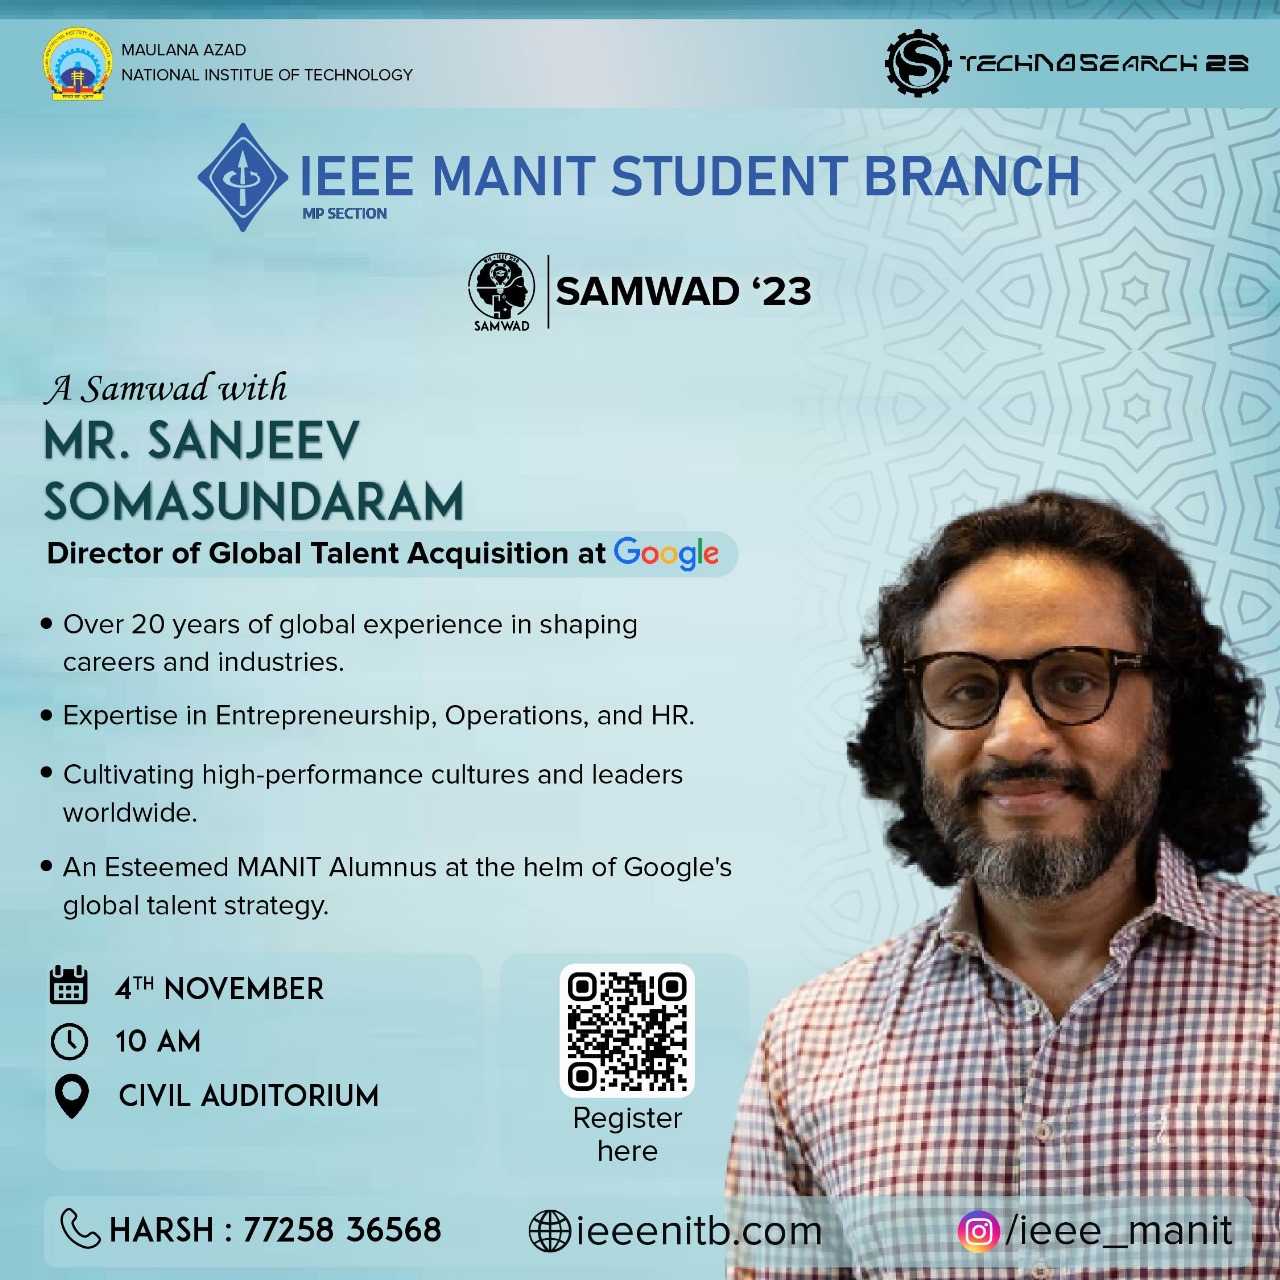 MAULANA AZAD
NATIONAL INSTITUE OF TECHNOLOGY
TECHNOSEARCH 23
IEEE MANIT STUDENT BRANCH
MP SECTION
SAMWAD
SAMWAD ‘23
A Samwad with
MR. SANJEEV
SOMASUNDARAM
Director of Global Talent Acquisition at Google
• Over 20 years of global experience in shaping
careers and industries.
• Expertise in Entrepreneurship, Operations, and HR.
• Cultivating high-performance cultures and leaders
worldwide.
• An Esteemed MANIT Alumnus at the helm of Google's
global talent strategy.
4TH NOVEMBER
10 AM
CIVIL AUDITORIUM
Register
here
HARSH : 77258 36568
ieeenitb.com
/ieee_manit